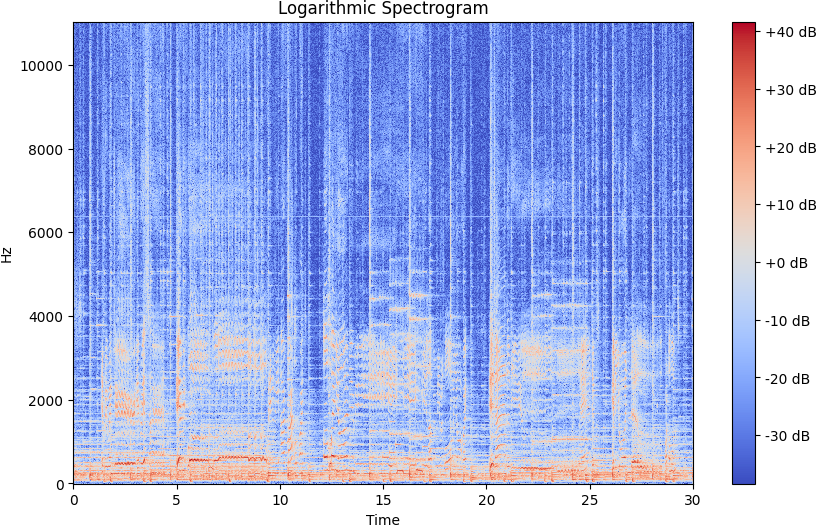 Logarithmic Spectrogram
Hz
10000
8000
6000
4000
2000
0
0 5 10 15 20 25 30
Time
+40 dB
+30 dB
+20 dB
+10 dB
+0 dB
-10 dB
-20 dB
-30 dB